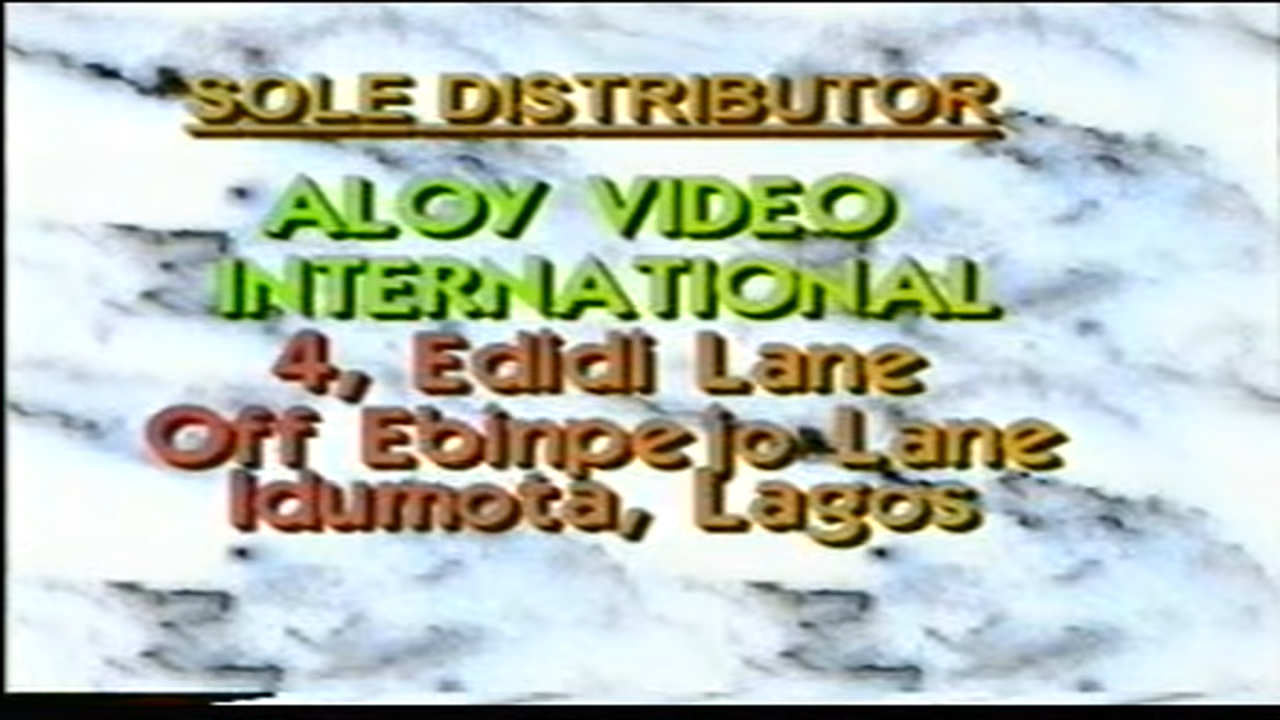 SOLE DISTRIBUTOR
ALOY VIDEO
INTERNATIONAL
4, Edidi Lane
Off Ebinpejo Lane
Idumota, Lagos